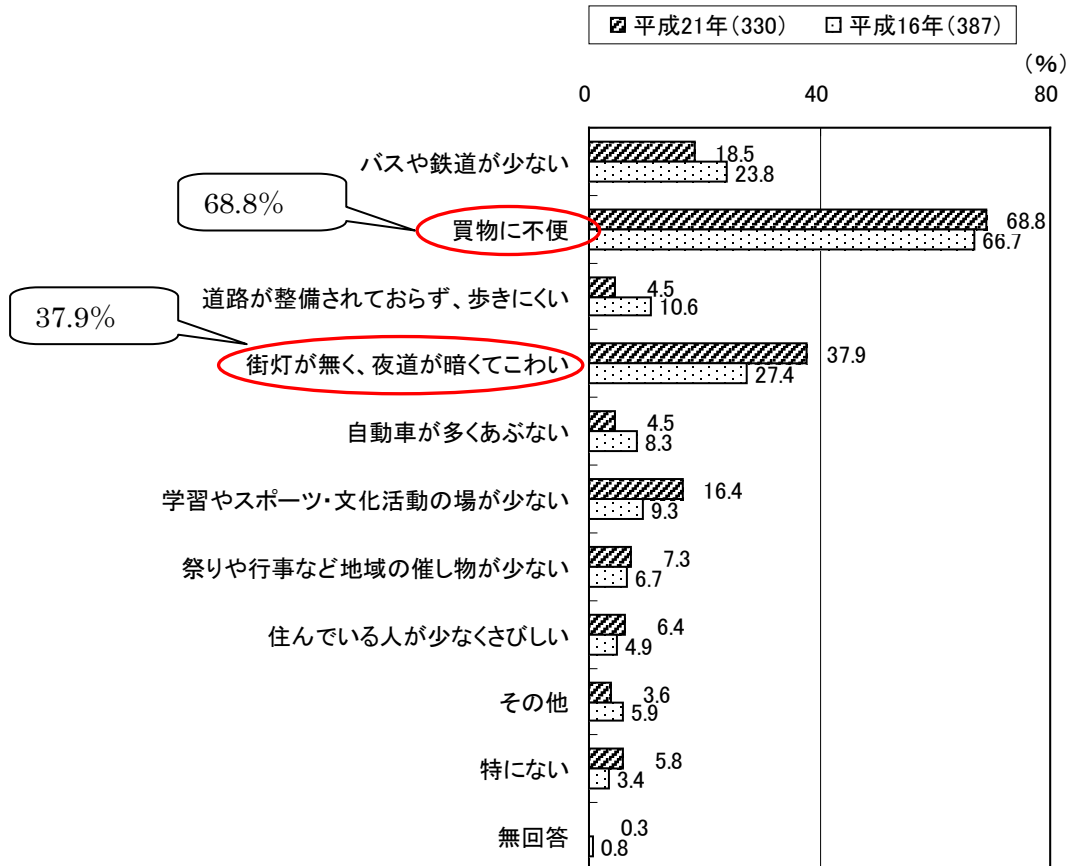 平成21年(330) 平成16年(387)
(%)
0 40 80
バスや鉄道が少ない 18.5
23.8
68.8%
買物に不便 68.8
66.7
道路が整備されておらず、歩きにくい 4.5
10.6
37.9%
街灯が無く、夜道が暗くてこわい 37.9
27.4
自動車が多くあぶない 4.5
8.3
学習やスポーツ・文化活動の場が少ない 16.4
9.3
祭りや行事など地域の催し物が少ない 7.3
6.7
住んでいる人が少なくさびしい 6.4
4.9
その他 3.6
5.9
特にない 5.8
3.4
無回答 0.3
0.8